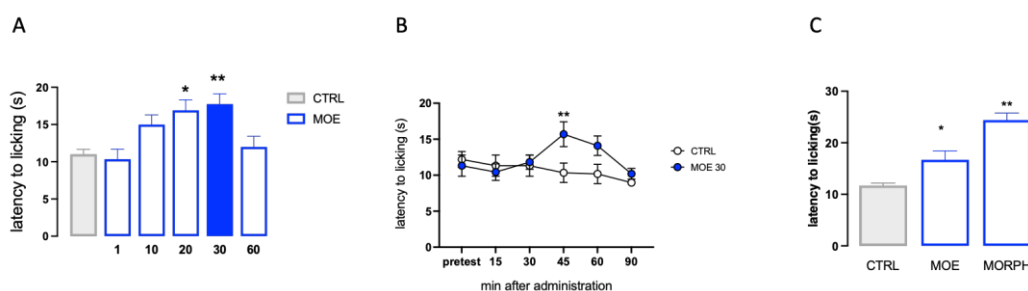 A
latency to licking (s)
20
15
10
5
0
*
**
1
10
20
30
60
CTRL
MOE
B
latency to licking (s)
20
15
10
5
0
**
pretest
15
30
45
60
90
min after administration
CTRL
MOE 30
C
latency to licking(s)
30
20
10
0
*
**
CTRL
MOE
MORPH